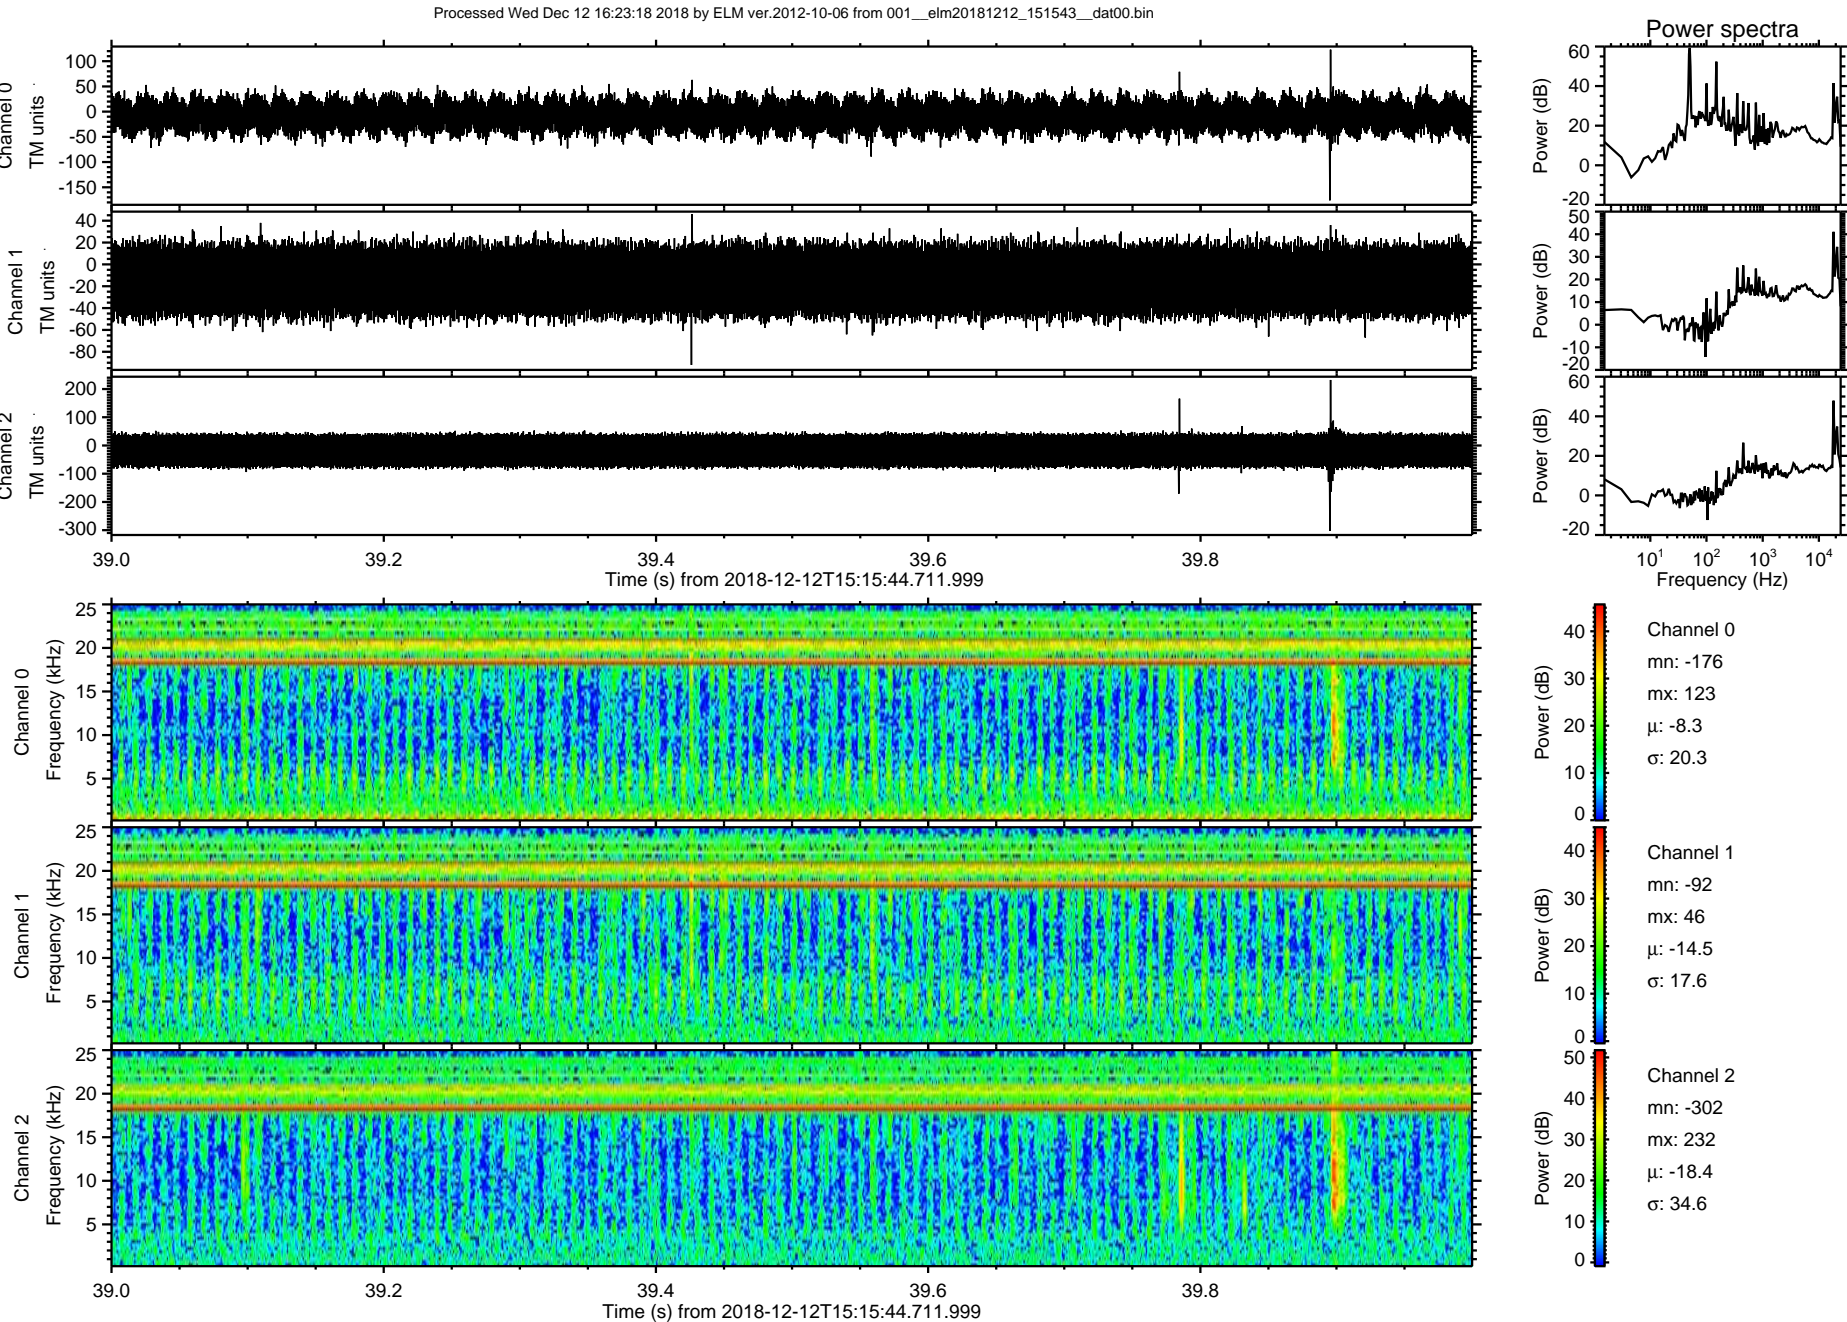 Processed Wed Dec 12 16:23:18 2018 by ELM ver.2012-10-06 from 001__elm20181212_151543__dat00.bin
Power spectra
Channel 0
TM units
100
50
0
-50
-100
-150
Power (dB)
60
40
20
0
-20
Channel 1
TM units
40
20
0
-20
-40
-60
-80
Power (dB)
50
40
30
20
10
0
-10
-20
Channel 2
TM units
200
100
0
-100
-200
-300
Power (dB)
60
40
20
0
-20
39.0 39.2 39.4 39.6 39.8
Time (s) from 2018-12-12T15:15:44.711.999
10^1 10^2 10^3 10^4
Frequency (Hz)
Channel 0
Frequency (kHz)
25
20
15
10
5
Power (dB)
40
30
20
10
0
Channel 0
mn: -176
mx: 123
μ: -8.3
σ: 20.3
Channel 1
Frequency (kHz)
25
20
15
10
5
Power (dB)
40
30
20
10
0
Channel 1
mn: -92
mx: 46
μ: -14.5
σ: 17.6
Channel 2
Frequency (kHz)
25
20
15
10
5
Power (dB)
50
40
30
20
10
0
Channel 2
mn: -302
mx: 232
μ: -18.4
σ: 34.6
39.0 39.2 39.4 39.6 39.8
Time (s) from 2018-12-12T15:15:44.711.999